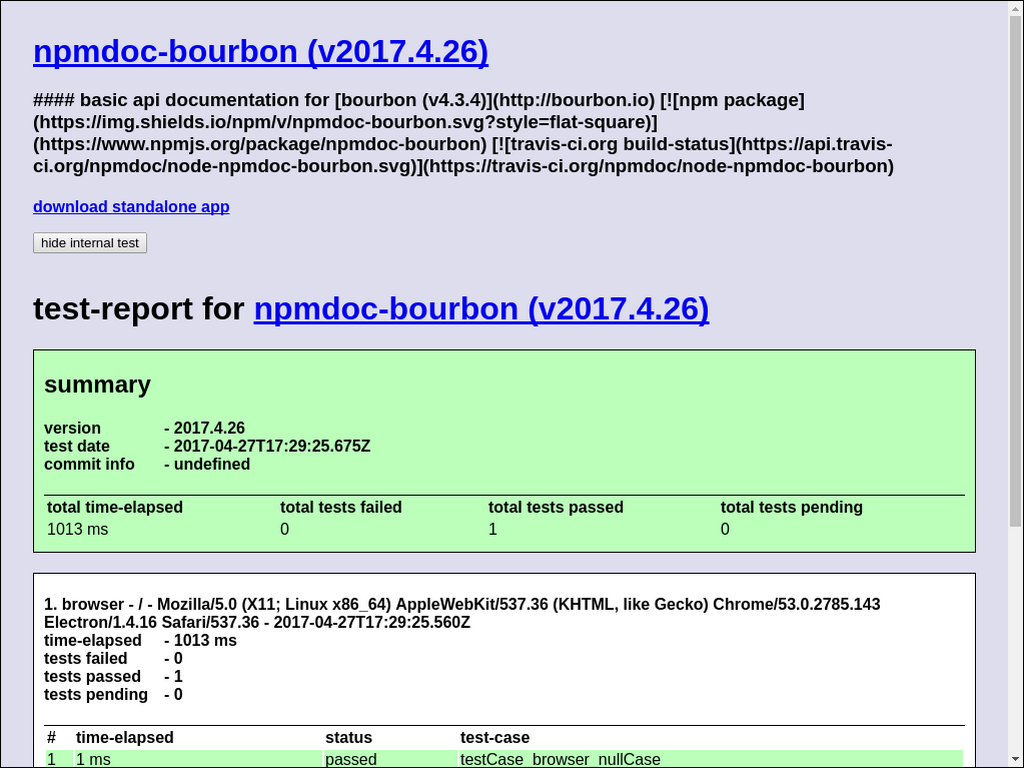 npmdoc-bourbon (v2017.4.26)
#### basic api documentation for [bourbon (v4.3.4)](http://bourbon.io) [![npm package]
(https://img.shields.io/npm/v/npmdoc-bourbon.svg?style=flat-square)]
(https://www.npmjs.org/package/npmdoc-bourbon) [![travis-ci.org build-status](https://api.travis-
ci.org/npmdoc/node-npmdoc-bourbon.svg)](https://travis-ci.org/npmdoc/node-npmdoc-bourbon)
download standalone app
hide internal test
test-report for npmdoc-bourbon (v2017.4.26)
summary
version - 2017.4.26
test date - 2017-04-27T17:29:25.675Z
commit info - undefined
total time-elapsed total tests failed total tests passed total tests pending
1013 ms 0 1 0
1. browser - / - Mozilla/5.0 (X11; Linux x86_64) AppleWebKit/537.36 (KHTML, like Gecko) Chrome/53.0.2785.143
Electron/1.4.16 Safari/537.36 - 2017-04-27T17:29:25.560Z
time-elapsed - 1013 ms
tests failed - 0
tests passed - 1
tests pending - 0
# time-elapsed status test-case
1 1 ms passed testCase_browser_nullCase